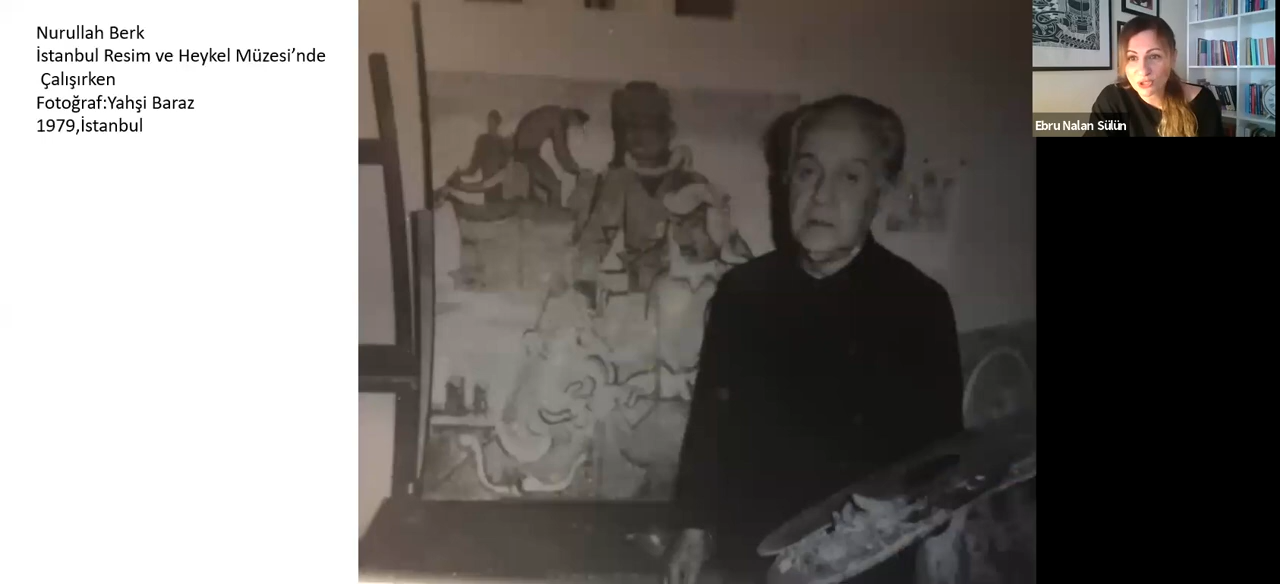 Nurullah Berk
İstanbul Resim ve Heykel Müzesi’nde
Çalışırken
Fotoğraf:Yahşi Baraz
1979,İstanbul
Ebru Nalan Sülün